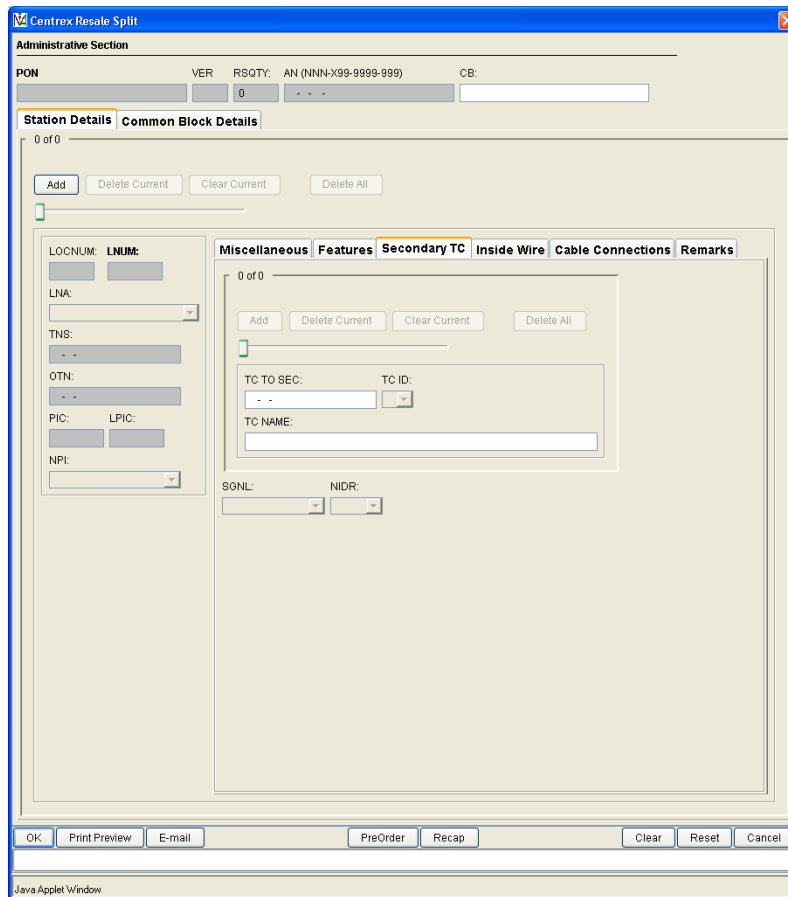 Centrex Resale Split
Administrative Section
PON VER RSQTY: AN (NNN-X99-9999-999) CB:
0 - - -
Station Details Common Block Details
0 of 0
Add Delete Current Clear Current Delete All
LOCNUM: LNUM:
LNA:
TNS:
- -
OTN:
- -
PIC: LPIC:
NPI:
Miscellaneous Features Secondary TC Inside Wire Cable Connections Remarks
0 of 0
Add Delete Current Clear Current Delete All
TC TO SEC: TC ID:
- -
TC NAME:
SGNL: NIDR:
OK Print Preview E-mail PreOrder Recap Clear Reset Cancel
Java Applet Window